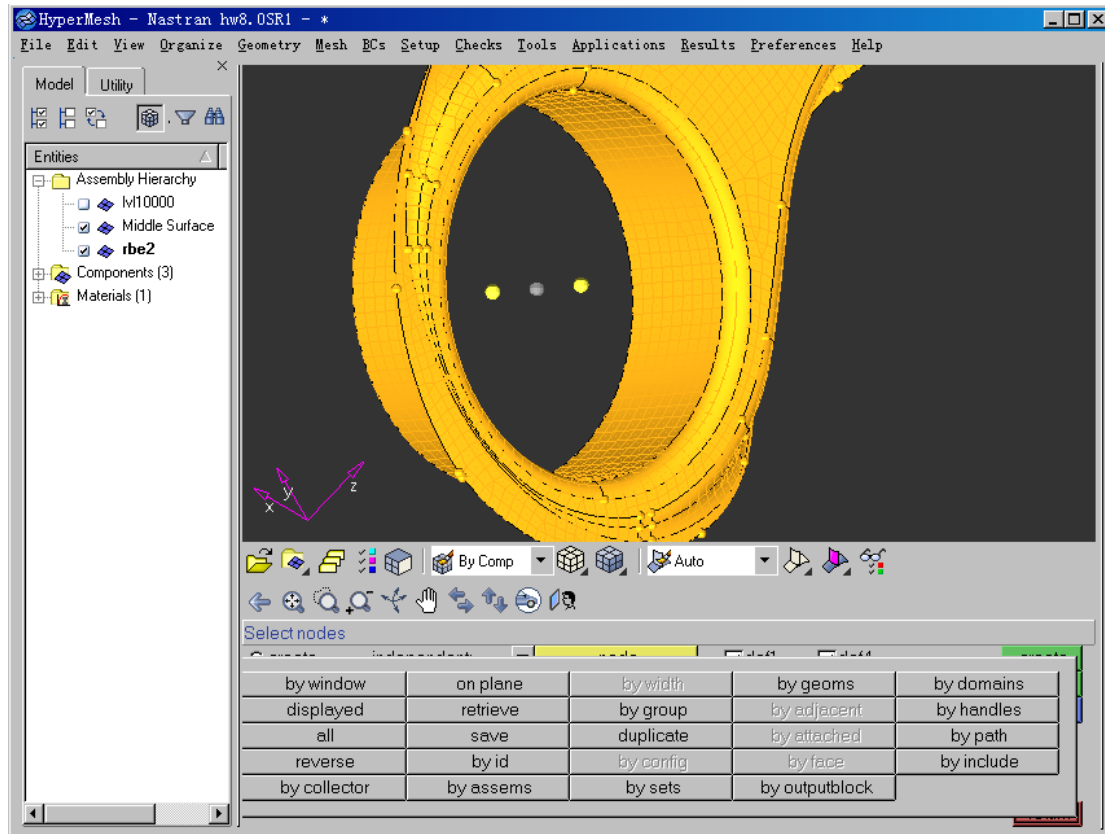 HyperMesh - Nastran hw8.0SR1 - *
File Edit View Organize Geometry Mesh BCs Setup Checks Tools Applications Results Preferences Help
Model Utility
Entities
Assembly Hierarchy
lvl10000
Middle Surface
rbe2
Components (3)
Materials (1)
x y z
By Comp Auto
Select nodes
by window on plane by width by geoms by domains
displayed retrieve by group by adjacent by handles
all save duplicate by attached by path
reverse by id by config by face by include
by collector by assems by sets by outputblock